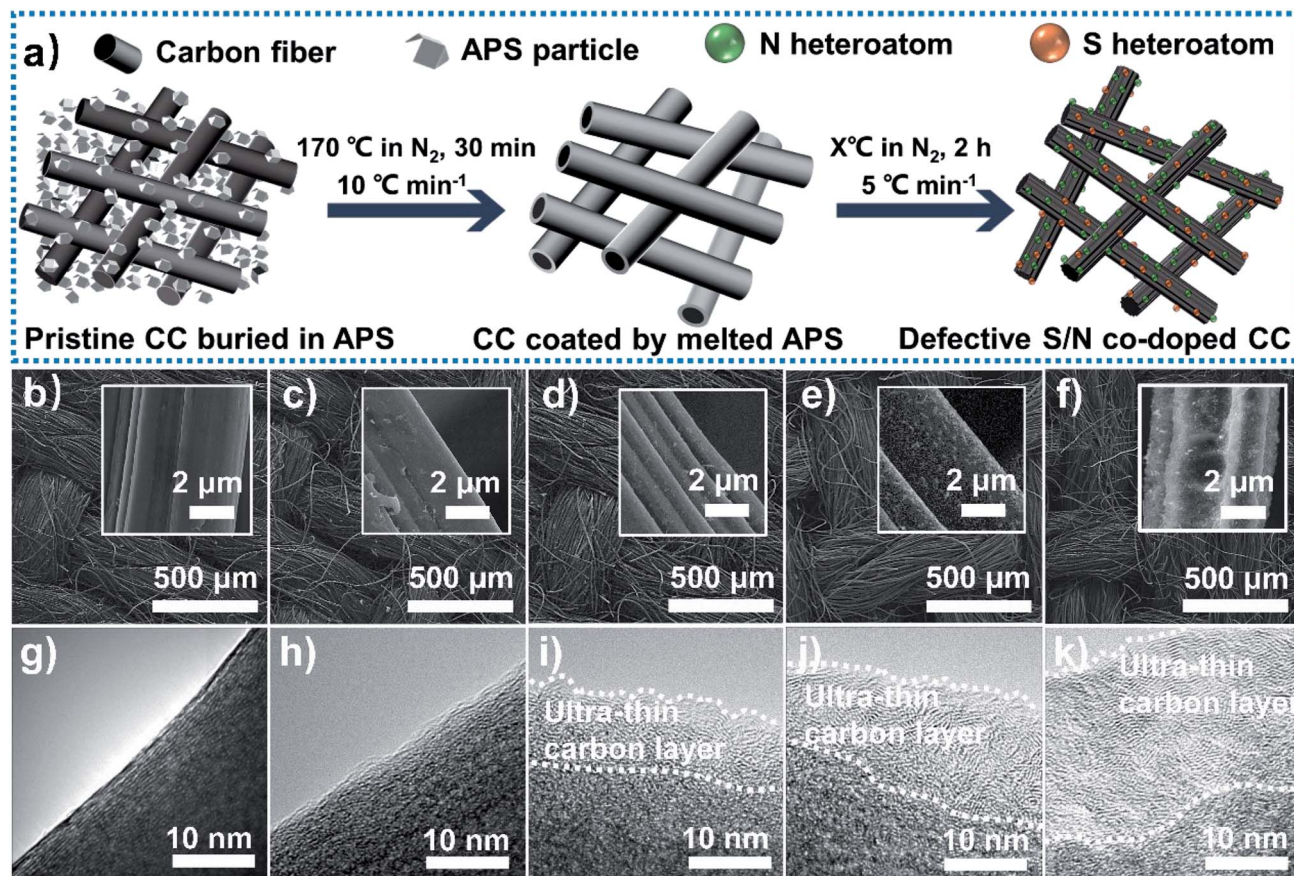 a) Carbon fiber APS particle N heteroatom S heteroatom
170 ℃ in N₂, 30 min
10 ℃ min⁻¹
X℃ in N₂, 2 h
5 ℃ min⁻¹
Pristine CC buried in APS
CC coated by melted APS
Defective S/N co-doped CC
b)
2 µm
500 µm
c)
2 µm
500 µm
d)
2 µm
500 µm
e)
2 µm
500 µm
f)
2 µm
500 µm
g)
10 nm
h)
10 nm
i)
Ultra-thin
carbon layer
10 nm
j)
Ultra-thin
carbon layer
10 nm
k)
Ultra-thin
carbon layer
10 nm